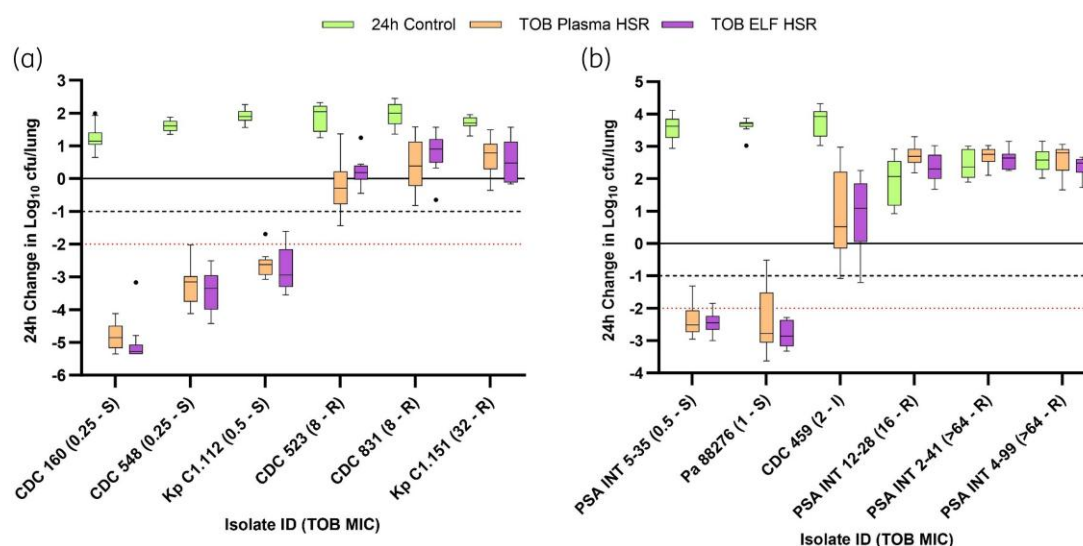 24h Control TOB Plasma HSR TOB ELF HSR
(a)
24h Change in Log10 cfu/lung
3
2
1
0
-1
-2
-3
-4
-5
-6
CDC 160 (0.25 - S)
CDC 548 (0.25 - S)
Kp C1.112 (0.5 - S)
CDC 523 (8 - R)
CDC 831 (8 - R)
Kp C1.151 (32 - R)
Isolate ID (TOB MIC)
(b)
24h Change in Log10 cfu/lung
5
4
3
2
1
0
-1
-2
-3
-4
PSA INT 5-35 (0.5 - S)
Pa 88276 (1 - S)
CDC 459 (2 - I)
PSA INT 12-28 (16 - R)
PSA INT 2-41 (>64 - R)
PSA INT 4-99 (>64 - R)
Isolate ID (TOB MIC)